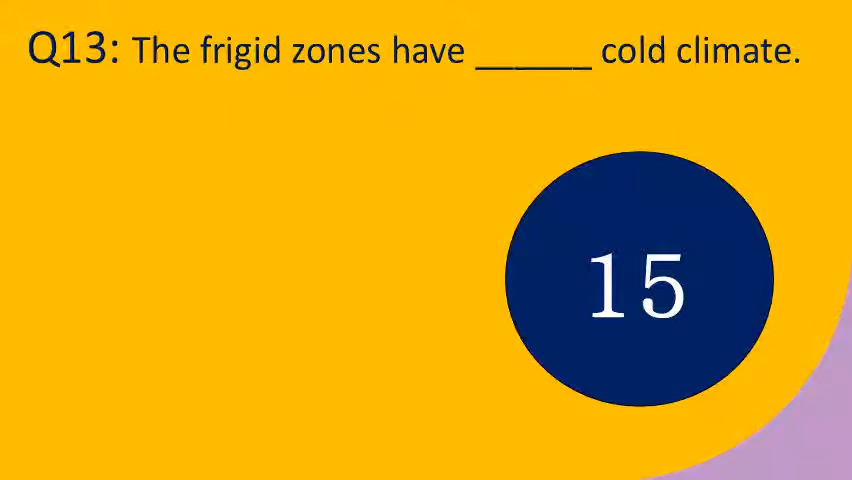 Q13: The frigid zones have ______ cold climate.
15